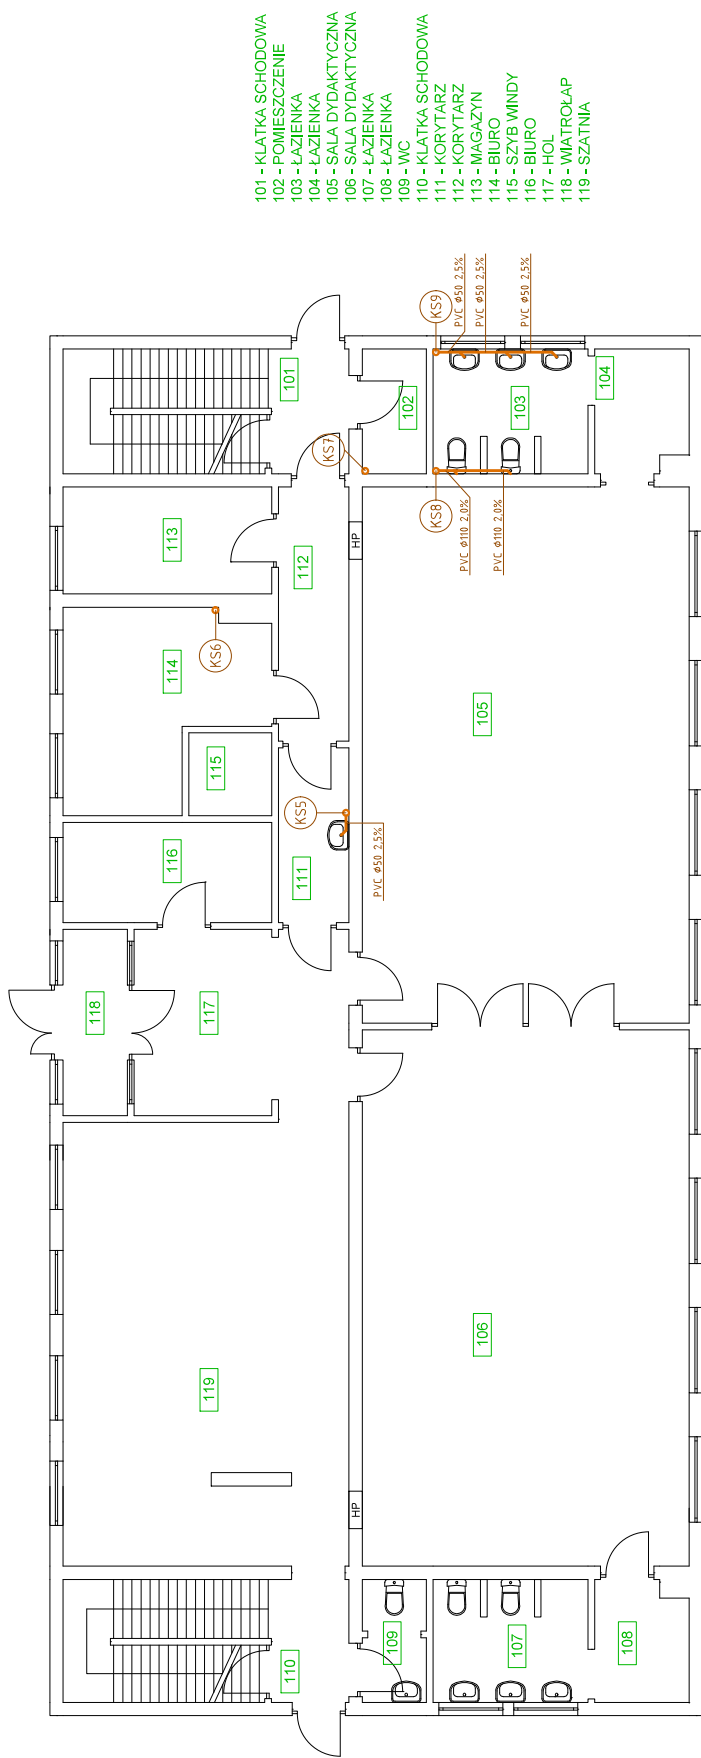 101 - KLATKA SCHODOWA
102 - POMIESZCZENIE
103 - ŁAZIENKA
104 - ŁAZIENKA
105 - SALA DYDAKTYCZNA
106 - SALA DYDAKTYCZNA
107 - ŁAZIENKA
108 - ŁAZIENKA
109 - WC
110 - KLATKA SCHODOWA
111 - KORYTARZ
112 - KORYTARZ
113 - MAGAZYN
114 - BIURO
115 - SZYB WINDY
116 - BIURO
117 - HOL
118 - WIATROŁAP
119 - SZATNIA
110
119
118
117
116
115
114
113
101
111
112
102
109
KS5
KS6
KS7
HP
HP
PVC ø50 2,5%
106
105
107
108
103
104
KS8
KS9
PVC ø110 2,0%
PVC ø110 2,0%
PVC ø50 2,5%
PVC ø50 2,5%
PVC ø50 2,5%